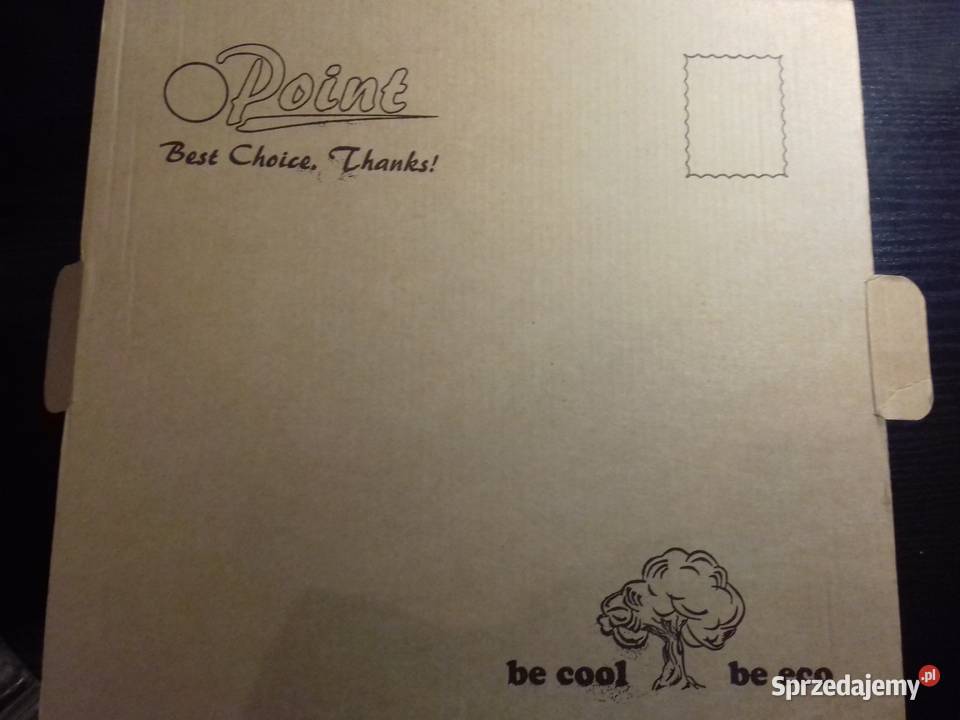 Point
Best Choice, Thanks!
be cool be eco
Sprzedajemy.pl